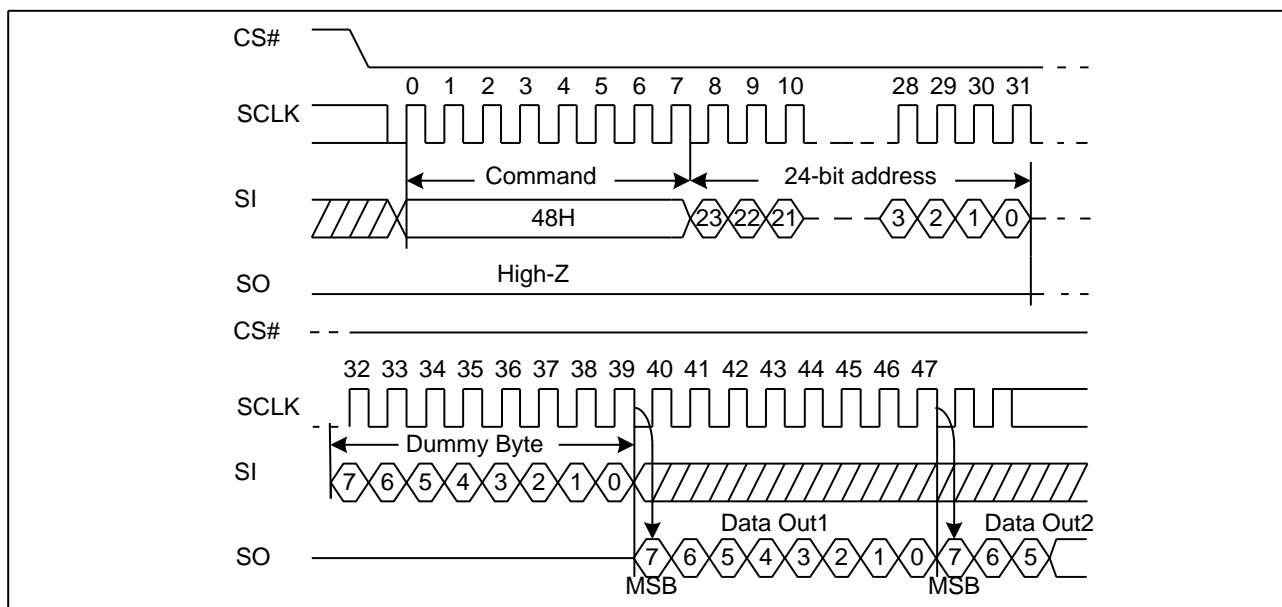 CS#
0 1 2 3 4 5 6 7 8 9 10 28 29 30 31
SCLK
Command 24-bit address
SI
48H 23 22 21 3 2 1 0
High-Z
SO
CS#
32 33 34 35 36 37 38 39 40 41 42 43 44 45 46 47
SCLK
Dummy Byte
SI
7 6 5 4 3 2 1 0
Data Out1 Data Out2
SO
7 6 5 4 3 2 1 0 7 6 5
MSB MSB